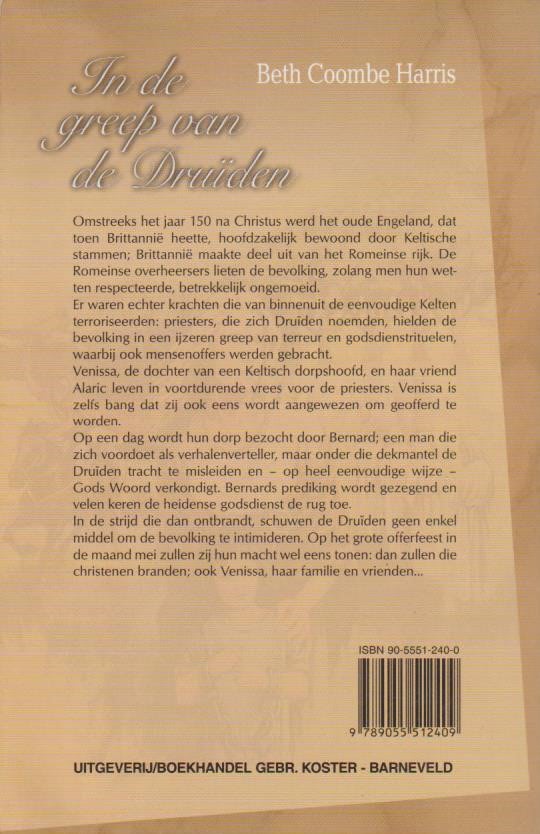 In de
greep van
de Druïden
Beth Coombe Harris
Omstreeks het jaar 150 na Christus werd het oude Engeland, dat
toen Brittannië heette, hoofdzakelijk bewoond door Keltische
stammen; Brittannië maakte deel uit van het Romeinse rijk. De
Romeinse overheersers lieten de bevolking, zolang men hun wet-
ten respecteerde, betrekkelijk ongemoeid.
Er waren echter krachten die van binnenuit de eenvoudige Kelten
terroriseerden: priesters, die zich Druïden noemden, hielden de
bevolking in een ijzeren greep van terreur en godsdienstrituelen,
waarbij ook mensenoffers werden gebracht.
Venissa, de dochter van een Keltisch dorpshoofd, en haar vriend
Alaric leven in voortdurende vrees voor de priesters. Venissa is
zelfs bang dat zij ook eens wordt aangewezen om geofferd te
worden.
Op een dag wordt hun dorp bezocht door Bernard; een man die
zich voordoet als verhalenverteller, maar onder die dekmantel de
Druïden tracht te misleiden en – op heel eenvoudige wijze –
Gods Woord verkondigt. Bernards prediking wordt gezegend en
velen keren de heidense godsdienst de rug toe.
In de strijd die dan ontbrandt, schuwen de Druïden geen enkel
middel om de bevolking te intimideren. Op het grote offerfeest in
de maand mei zullen zij hun macht wel eens tonen: dan zullen die
christenen branden; ook Venissa, haar familie en vrienden...
ISBN 90-5551-240-0
9 789055 512409
UITGEVERIJ/BOEKHANDEL GEBR. KOSTER - BARNEVELD